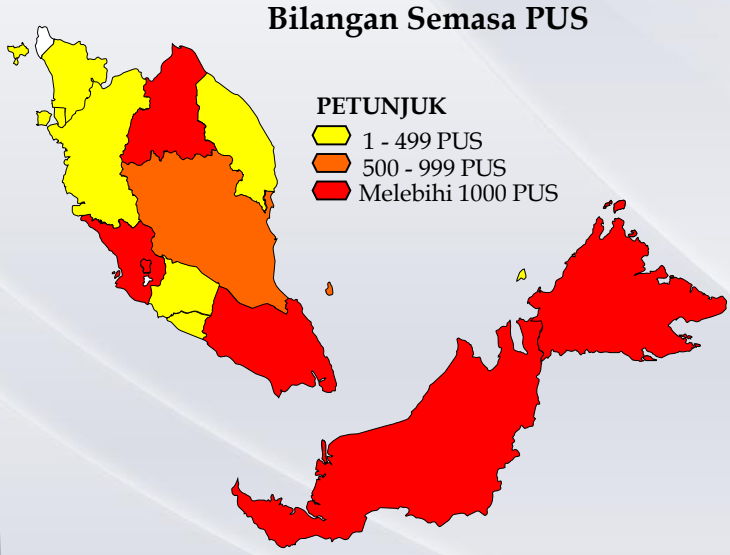 Bilangan Semasa PUS
PETUNJUK
1 - 499 PUS
500 - 999 PUS
Melebihi 1000 PUS